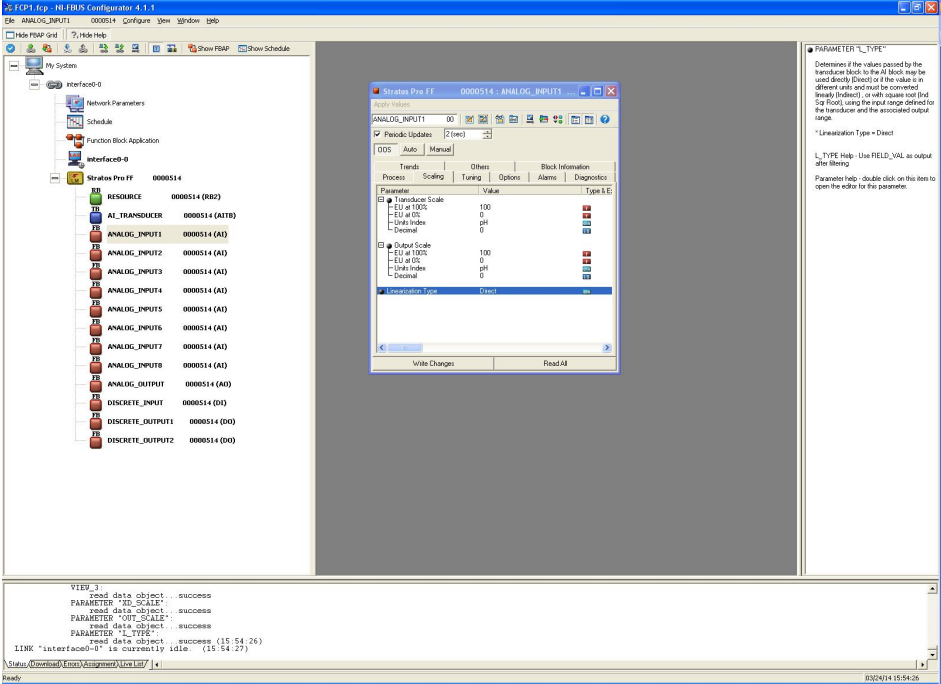 FCP1.fcp - NI-FBUS Configurator 4.1.1
File ANALOG_INPUT1 0000514 Configure View Window Help
Hide FBAP Grid ?, Hide Help
Show FBAP Show Schedule
My System
interface0-0
Network Parameters
Schedule
Function Block Application
interface0-0
Stratos Pro FF 0000514
RB
RESOURCE 0000514 (RB2)
TB
AI_TRANSDUCER 0000514 (AITB)
FB
ANALOG_INPUT1 0000514 (AI)
FB
ANALOG_INPUT2 0000514 (AI)
FB
ANALOG_INPUT3 0000514 (AI)
FB
ANALOG_INPUT4 0000514 (AI)
FB
ANALOG_INPUT5 0000514 (AI)
FB
ANALOG_INPUT6 0000514 (AI)
FB
ANALOG_INPUT7 0000514 (AI)
FB
ANALOG_INPUT8 0000514 (AI)
FB
ANALOG_OUTPUT 0000514 (AO)
FB
DISCRETE_INPUT 0000514 (DI)
FB
DISCRETE_OUTPUT1 0000514 (DO)
FB
DISCRETE_OUTPUT2 0000514 (DO)
Stratos Pro FF 0000514 : ANALOG_INPUT1 ...
Apply Values
ANALOG_INPUT1 00
Periodic Updates 2 (sec)
OOS Auto Manual
Trends Others Block Information
Process Scaling Tuning Options Alarms Diagnostics
Parameter Value Type & E
Transducer Scale
EU at 100% 100
EU at 0% 0
Units Index pH
Decimal 0
Output Scale
EU at 100% 100
EU at 0% 0
Units Index pH
Decimal 0
Linearization Type Direct
Write Changes Read All
PARAMETER "L_TYPE"
Determines if the values passed by the
transducer block to the AI block may be
used directly (Direct) or if the value is in
different units and must be converted
linearly (Indirect) , or with square root (Ind
Sqr Root), using the input range defined for
the transducer and the associated output
range.
* Linearization Type = Direct
L_TYPE Help - Use FIELD_VAL as output
after filtering
Parameter help - double click on this item to
open the editor for this parameter.
VIEW_3:
read data object...success
PARAMETER "XD_SCALE":
read data object...success
PARAMETER "OUT_SCALE":
read data object...success
PARAMETER "L_TYPE":
read data object...success (15:54:26)
LINK "interface0-0" is currently idle. (15:54:27)
Status Download Errors Assignment Live List
Ready 03/24/14 15:54:26